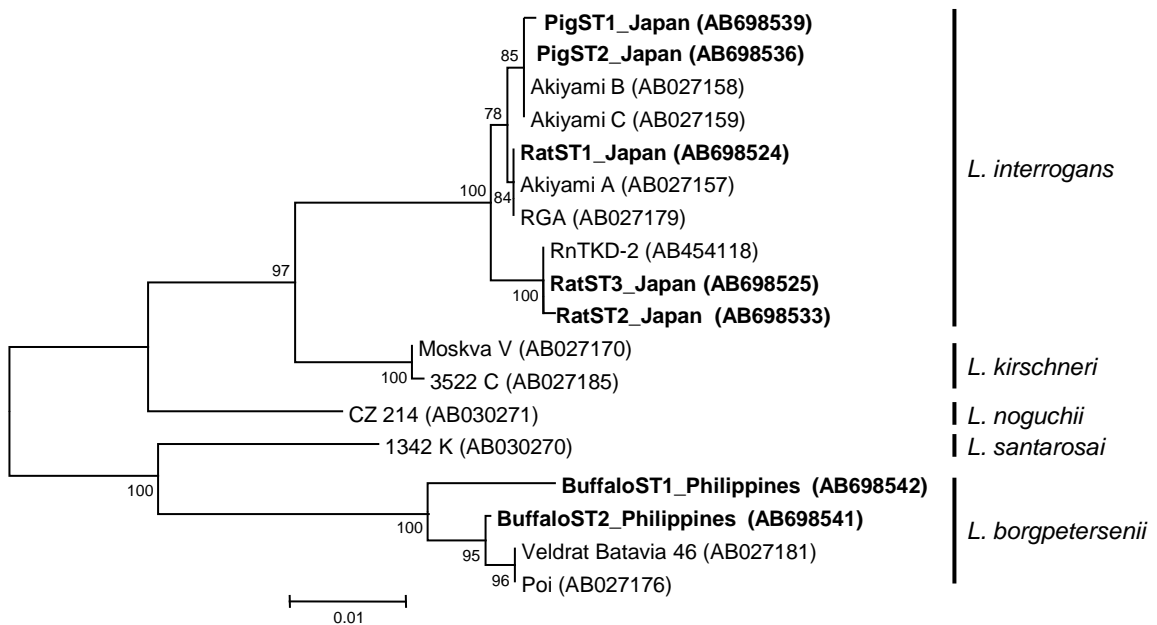 PigST1_Japan (AB698539)
PigST2_Japan (AB698536)
85
Akiyami B (AB027158)
78
Akiyami C (AB027159)
RatST1_Japan (AB698524)
L. interrogans
100
84
Akiyami A (AB027157)
RGA (AB027179)
RnTKD-2 (AB454118)
97
RatST3_Japan (AB698525)
100
RatST2_Japan (AB698533)
Moskva V (AB027170)
L. kirschneri
100
3522 C (AB027185)
CZ 214 (AB030271)
L. noguchii
1342 K (AB030270)
L. santarosai
100
BuffaloST1_Philippines (AB698542)
BuffaloST2_Philippines (AB698541)
100
L. borgpetersenii
95
Veldrat Batavia 46 (AB027181)
96
Poi (AB027176)
0.01